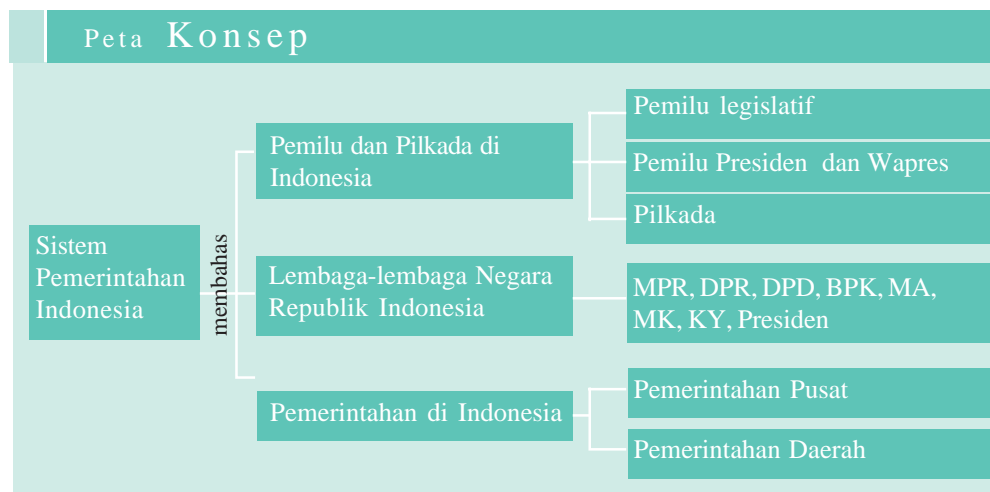 Peta Konsep
Sistem
Pemerintahan
Indonesia
membahas
Pemilu dan Pilkada di
Indonesia
Pemilu legislatif
Pemilu Presiden dan Wapres
Pilkada
Lembaga-lembaga Negara
Republik Indonesia
MPR, DPR, DPD, BPK, MA,
MK, KY, Presiden
Pemerintahan di Indonesia
Pemerintahan Pusat
Pemerintahan Daerah